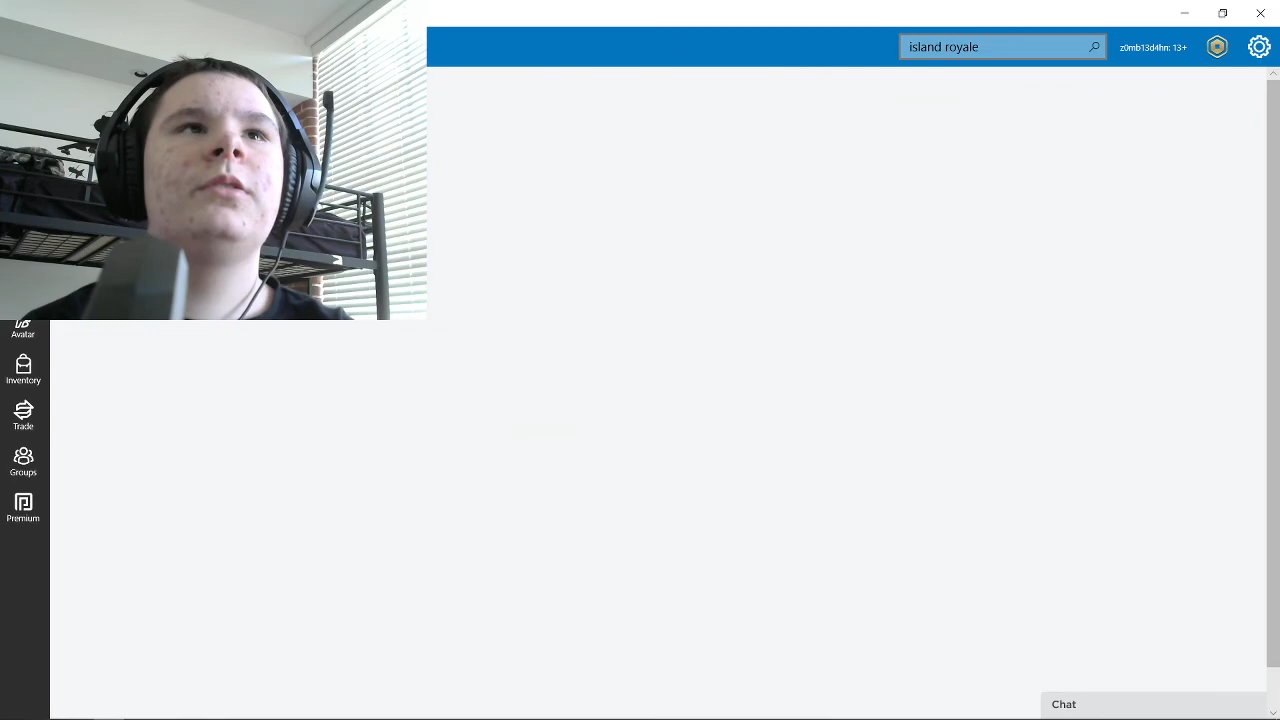 island royale
z0mb13d4hn: 13+
Avatar
Inventory
Trade
Groups
Premium
Chat